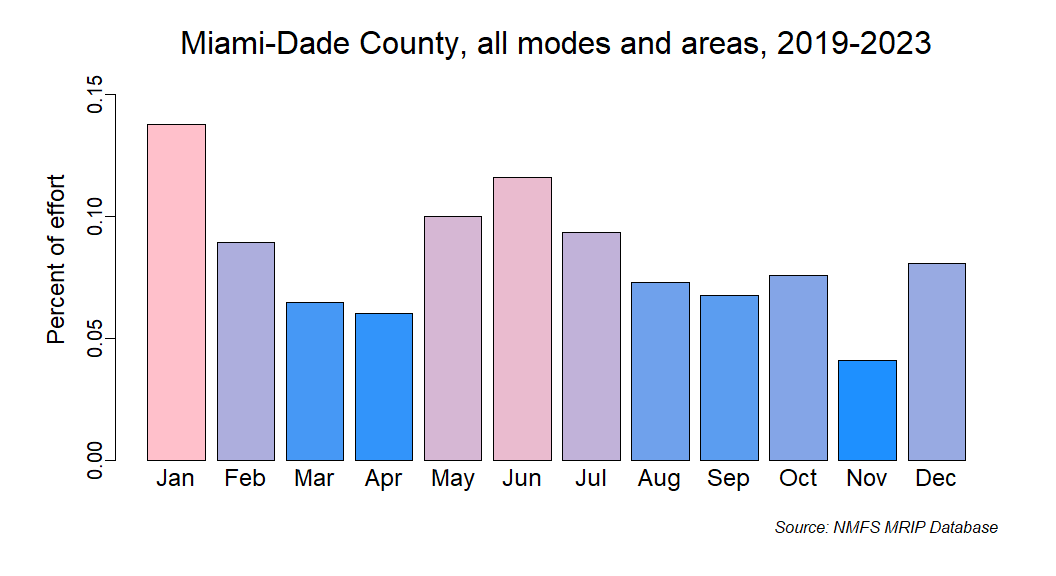 Miami-Dade County, all modes and areas, 2019-2023
Percent of effort
0.15
0.10
0.05
0.00
Jan Feb Mar Apr May Jun Jul Aug Sep Oct Nov Dec
Source: NMFS MRIP Database